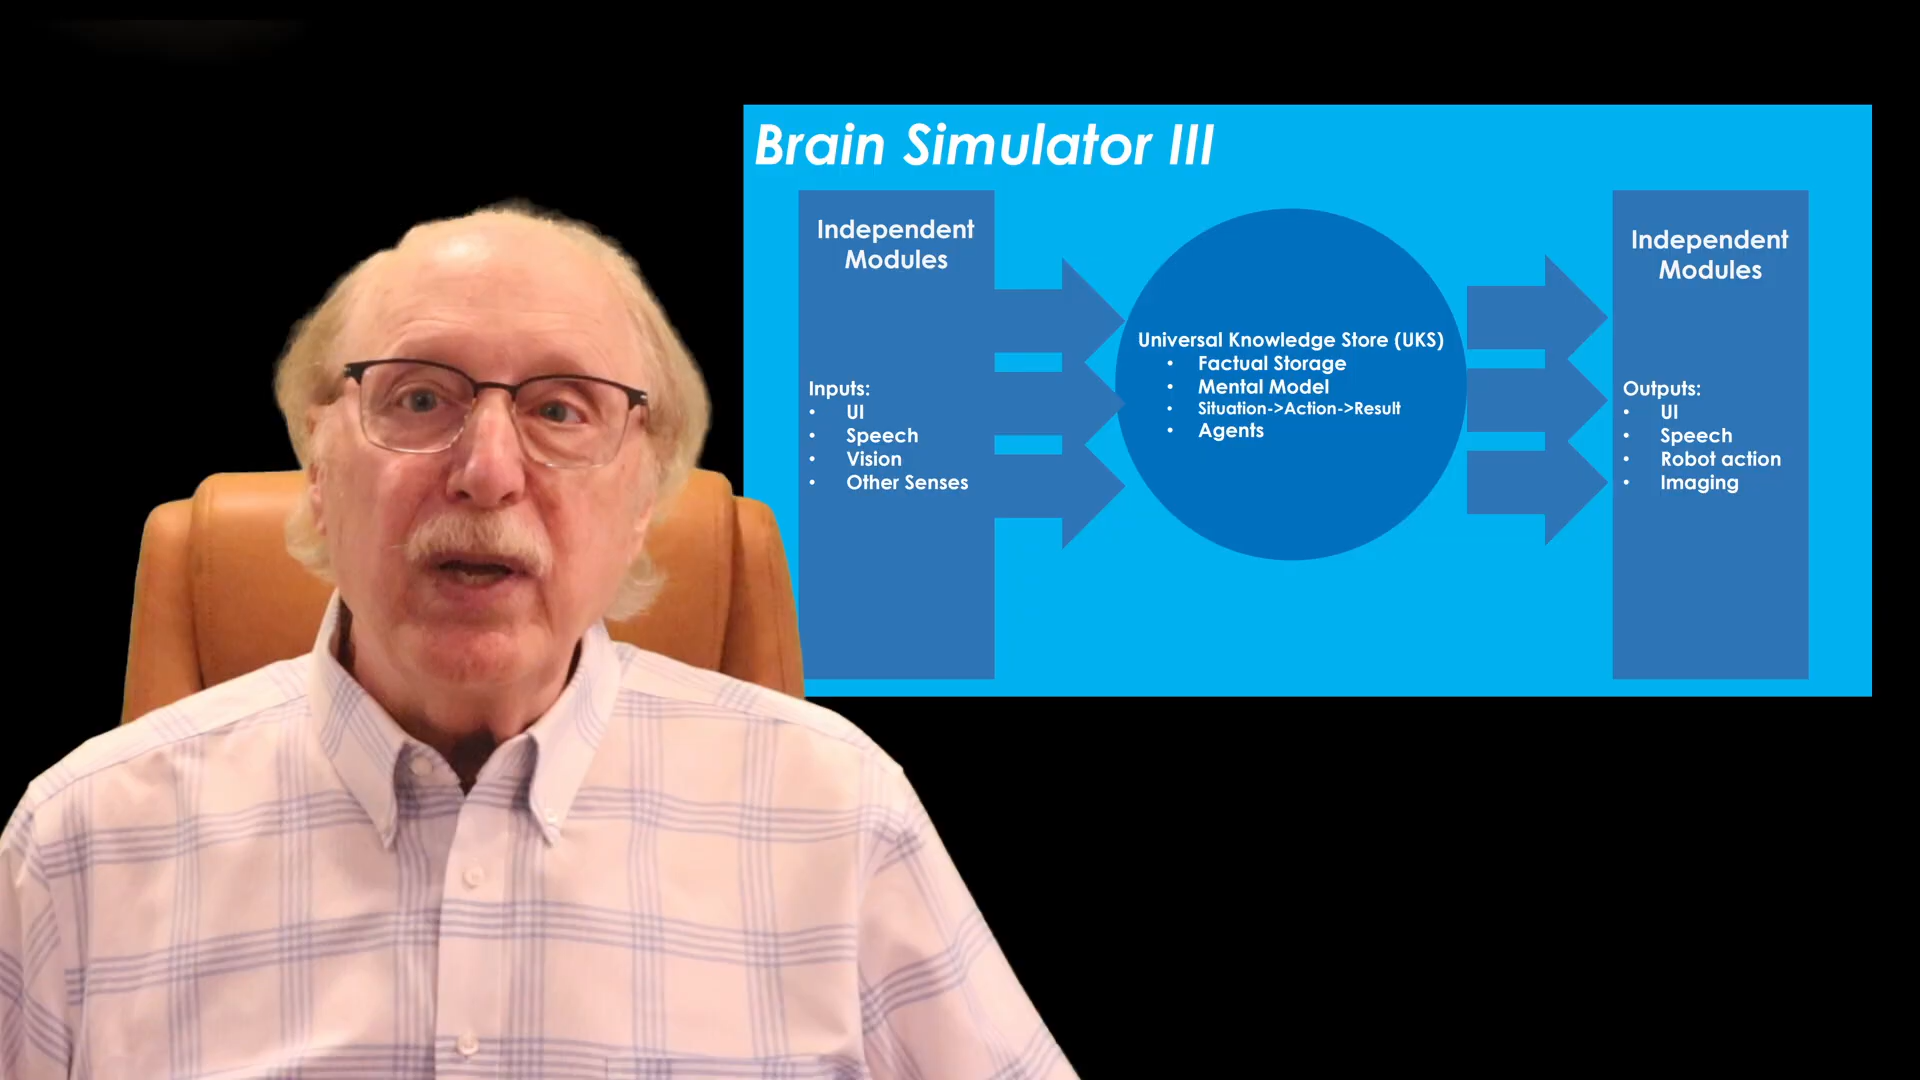 Brain Simulator III
Independent
Modules
Inputs:
• UI
• Speech
• Vision
• Other Senses
Universal Knowledge Store (UKS)
• Factual Storage
• Mental Model
• Situation->Action->Result
• Agents
Independent
Modules
Outputs:
• UI
• Speech
• Robot action
• Imaging